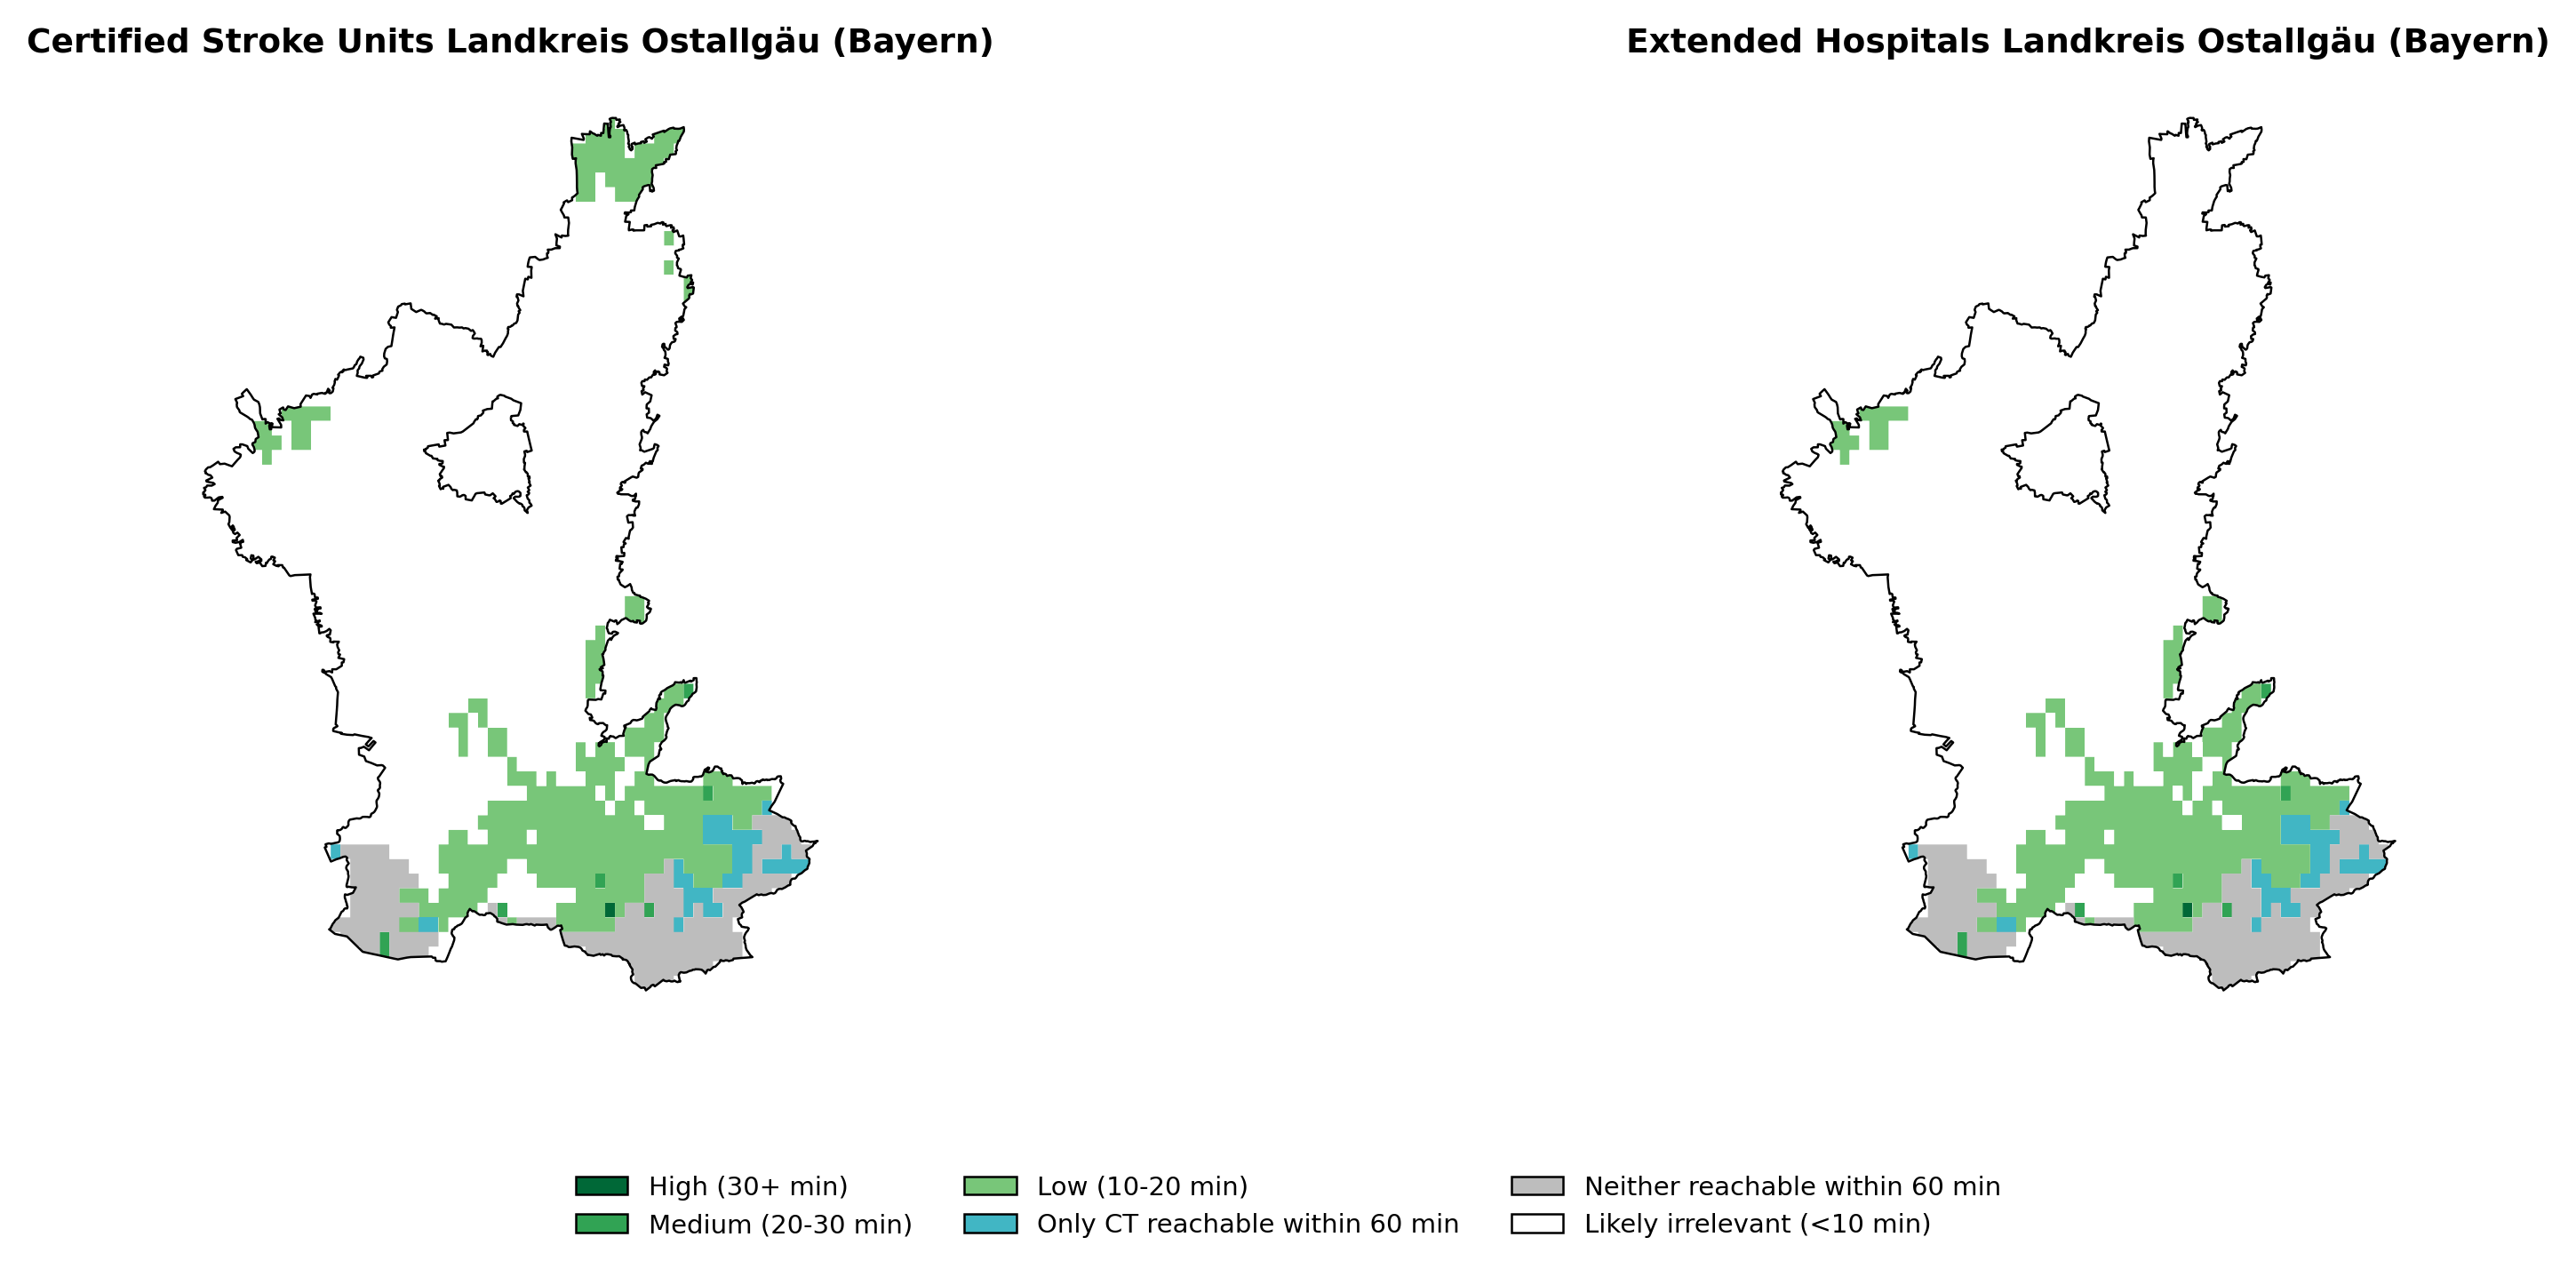 Certified Stroke Units Landkreis Ostallgäu (Bayern)
Extended Hospitals Landkreis Ostallgäu (Bayern)
High (30+ min)
Medium (20-30 min)
Low (10-20 min)
Only CT reachable within 60 min
Neither reachable within 60 min
Likely irrelevant (<10 min)